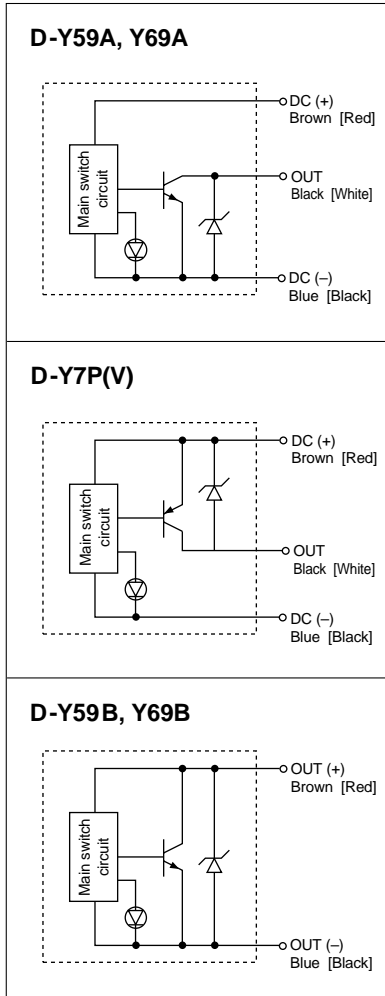 D-Y59A, Y69A
Main switch
circuit
DC (+)
Brown [Red]
OUT
Black [White]
DC (–)
Blue [Black]
D-Y7P(V)
Main switch
circuit
DC (+)
Brown [Red]
OUT
Black [White]
DC (–)
Blue [Black]
D-Y59B, Y69B
Main switch
circuit
OUT (+)
Brown [Red]
OUT (–)
Blue [Black]